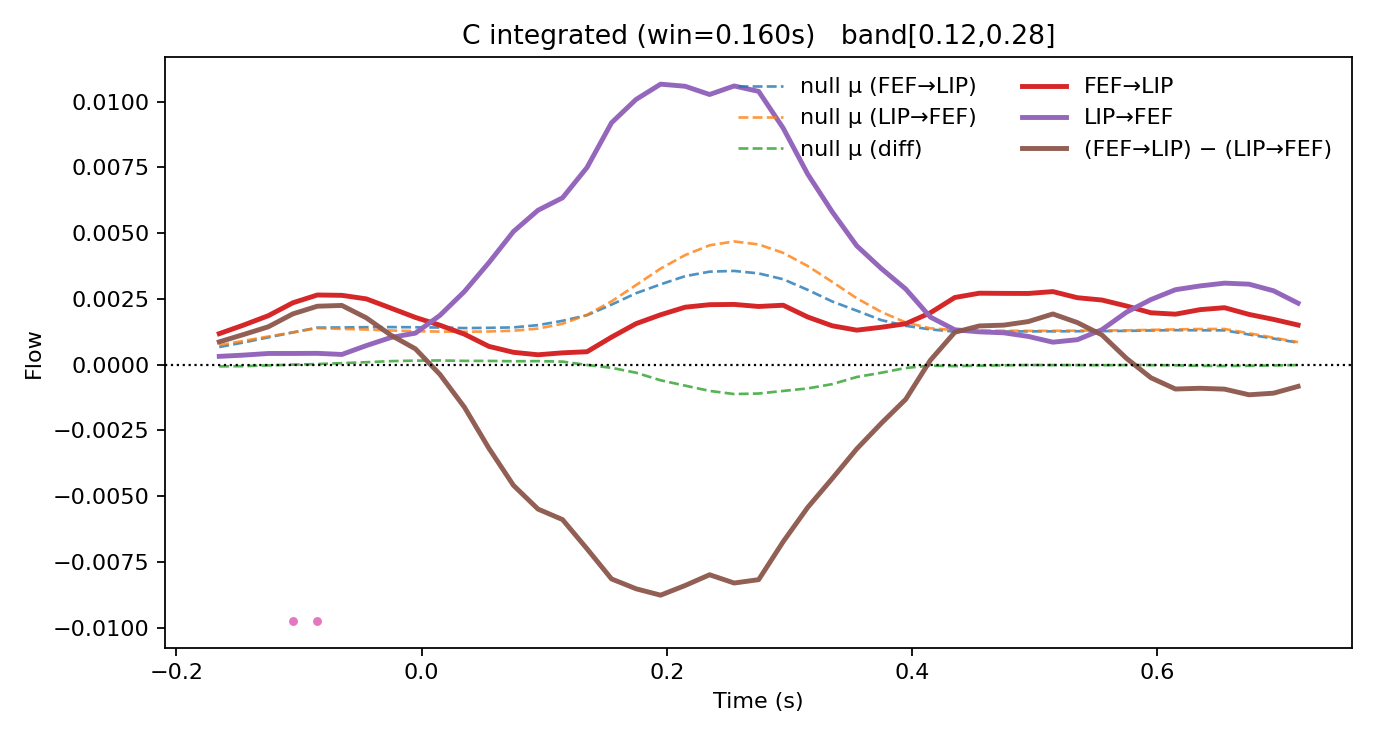 C integrated (win=0.160s)   band[0.12,0.28]
null μ (FEF→LIP)
null μ (LIP→FEF)
null μ (diff)
FEF→LIP
LIP→FEF
(FEF→LIP) − (LIP→FEF)
Flow
0.0100
0.0075
0.0050
0.0025
0.0000
−0.0025
−0.0050
−0.0075
−0.0100
−0.2
0.0
0.2
0.4
0.6
Time (s)